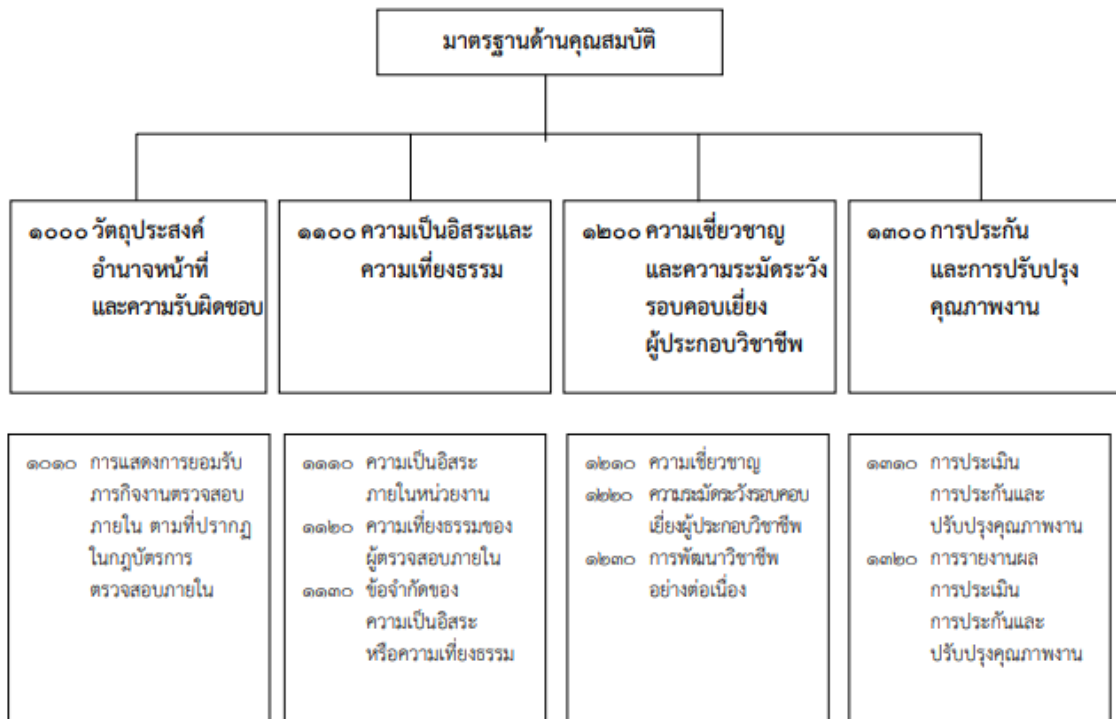 มาตรฐานด้านคุณสมบัติ
๑๐๐๐ วัตถุประสงค์
อำนาจหน้าที่
และความรับผิดชอบ
๑๑๐๐ ความเป็นอิสระและ
ความเที่ยงธรรม
๑๒๐๐ ความเชี่ยวชาญ
และความระมัดระวัง
รอบคอบเยี่ยง
ผู้ประกอบวิชาชีพ
๑๓๐๐ การประกัน
และการปรับปรุง
คุณภาพงาน
๑๐๑๐ การแสดงการยอมรับ
ภารกิจงานตรวจสอบ
ภายใน ตามที่ปรากฏ
ในกฎบัตรการ
ตรวจสอบภายใน
๑๑๑๐ ความเป็นอิสระ
ภายในหน่วยงาน
๑๑๒๐ ความเที่ยงธรรมของ
ผู้ตรวจสอบภายใน
๑๑๓๐ ข้อจำกัดของ
ความเป็นอิสระ
หรือความเที่ยงธรรม
๑๒๑๐ ความเชี่ยวชาญ
๑๒๒๐ ความระมัดระวังรอบคอบ
เยี่ยงผู้ประกอบวิชาชีพ
๑๒๓๐ การพัฒนาวิชาชีพ
อย่างต่อเนื่อง
๑๓๑๐ การประเมิน
การประกันและ
ปรับปรุงคุณภาพงาน
๑๓๒๐ การรายงานผล
การประเมิน
การประกันและ
ปรับปรุงคุณภาพงาน